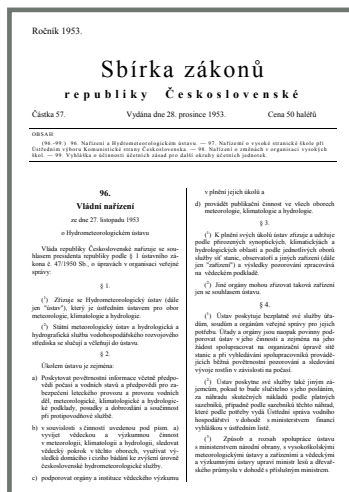 Ročník 1953.
Sbírka zákonů
republiky Československé
Částka 57.
Vydána dne 28. prosince 1953.
Cena 50 haléřů
OBSAH:
(96.-99.) 96. Nařízení o Hydrometeorologickém ústavu. — 97. Nařízení o vysoké stranické škole při
Ústředním výboru Komunistické strany Československa. — 98. Nařízení o změnách v organisaci vysokých
škol. — 99. Vyhláška o účinnosti účetních zásad pro další okruhy účetních jednotek.
96.
Vládní nařízení
ze dne 27. listopadu 1953
o Hydrometeorologickém ústavu
Vláda republiky Československé nařizuje se sou-
hlasem presidenta republiky podle § 1 ústavního zá-
kona č. 47/1950 Sb., o úpravách v organisaci veřejné
správy:
§ 1.
(¹) Zřizuje se Hydrometeorologický ústav (dále
jen "ústav"), který je ústředním ústavem pro obor
meteorologie, klimatologie a hydrologie.
(²) Státní meteorologický ústav a hydrologická a
hydrografická služba vodohospodářského rozvojového
střediska se slučují a včleňují do ústavu.
§ 2.
Úkolem ústavu je zejména:
a) Poskytovat povětrnostní informace včetně předpo-
vědi počasí a vodních stavů a předpovědí pro za-
bezpečení leteckého provozu a provozu vodních
děl, meteorologické, klimatologické a hydrologic-
ké podklady, posudky a dobrozdání a součinnost
při protipovodňové službě.
b) v souvislosti s činností uvedenou pod písm. a)
vyvíjet vědeckou a výzkumnou činnost
v meteorologii, klimatologii a hydrologii, sledovat
vědecký pokrok v těchto oborech, využívat vý-
sledků domácího i cizího bádání ke zvýšení úrovně
československé hydrometeorologické služby.
c) podporovat orgány a instituce vědeckého výzkumu
v plnění jejich úkolů a
d) provádět publikační činnost ve všech oborech
meteorologie, klimatologie a hydrologie.
§ 3.
(¹) K plnění svých úkolů ústav zřizuje a udržuje
podle přírozených synoptických, klimatických a
hydrologických oblastí a podle jednotlivých oborů
služby síť stanic, observatoří a jiných zařízení (dále
jen "zařízení") a výsledky pozorování zpracovává
na vědeckém podkladě.
(²) Jiné orgány mohou zřizovat taková zařízení
jen se souhlasem ústavu.
§ 4.
(¹) Ústav poskytuje bezplatně své služby úřa-
dům, soudům a orgánům veřejné správy pro jejich
potřebu. Úřady a orgány jsou naopak povinny pod-
porovat ústav v jeho činnosti a zejména na jeho
žádost spolupracovat na organizační úpravě sítě
stanic a při vyhledávání spolupracovníků provádě-
jících běžná povětrnostní pozorování a sledování
vývoje rostlin v závislosti na počasí.
(²) Ústav poskytne své služby také jiným zá-
jemcům, pokud to bude slučitelno s jeho posláním,
za náhradu skutečných nákladů podle platných
sazebníků, případně podle sazebníků těchto náhrad,
které podle potřeby vydá Ústřední správa vodního
hospodářství v dohodě s ministerstvem financí
vyhláškou v ústředním listě.
(³) Způsob a rozsah spolupráce ústavu
s ministerstvem národní obrany, s vysokoškolskými
meteorologickými ústavy a zařízeními a vědeckými
a výzkumnými ústavy upraví ministr lesů a dřevař-
ského průmyslu v dohodě s příslušným ministrem.